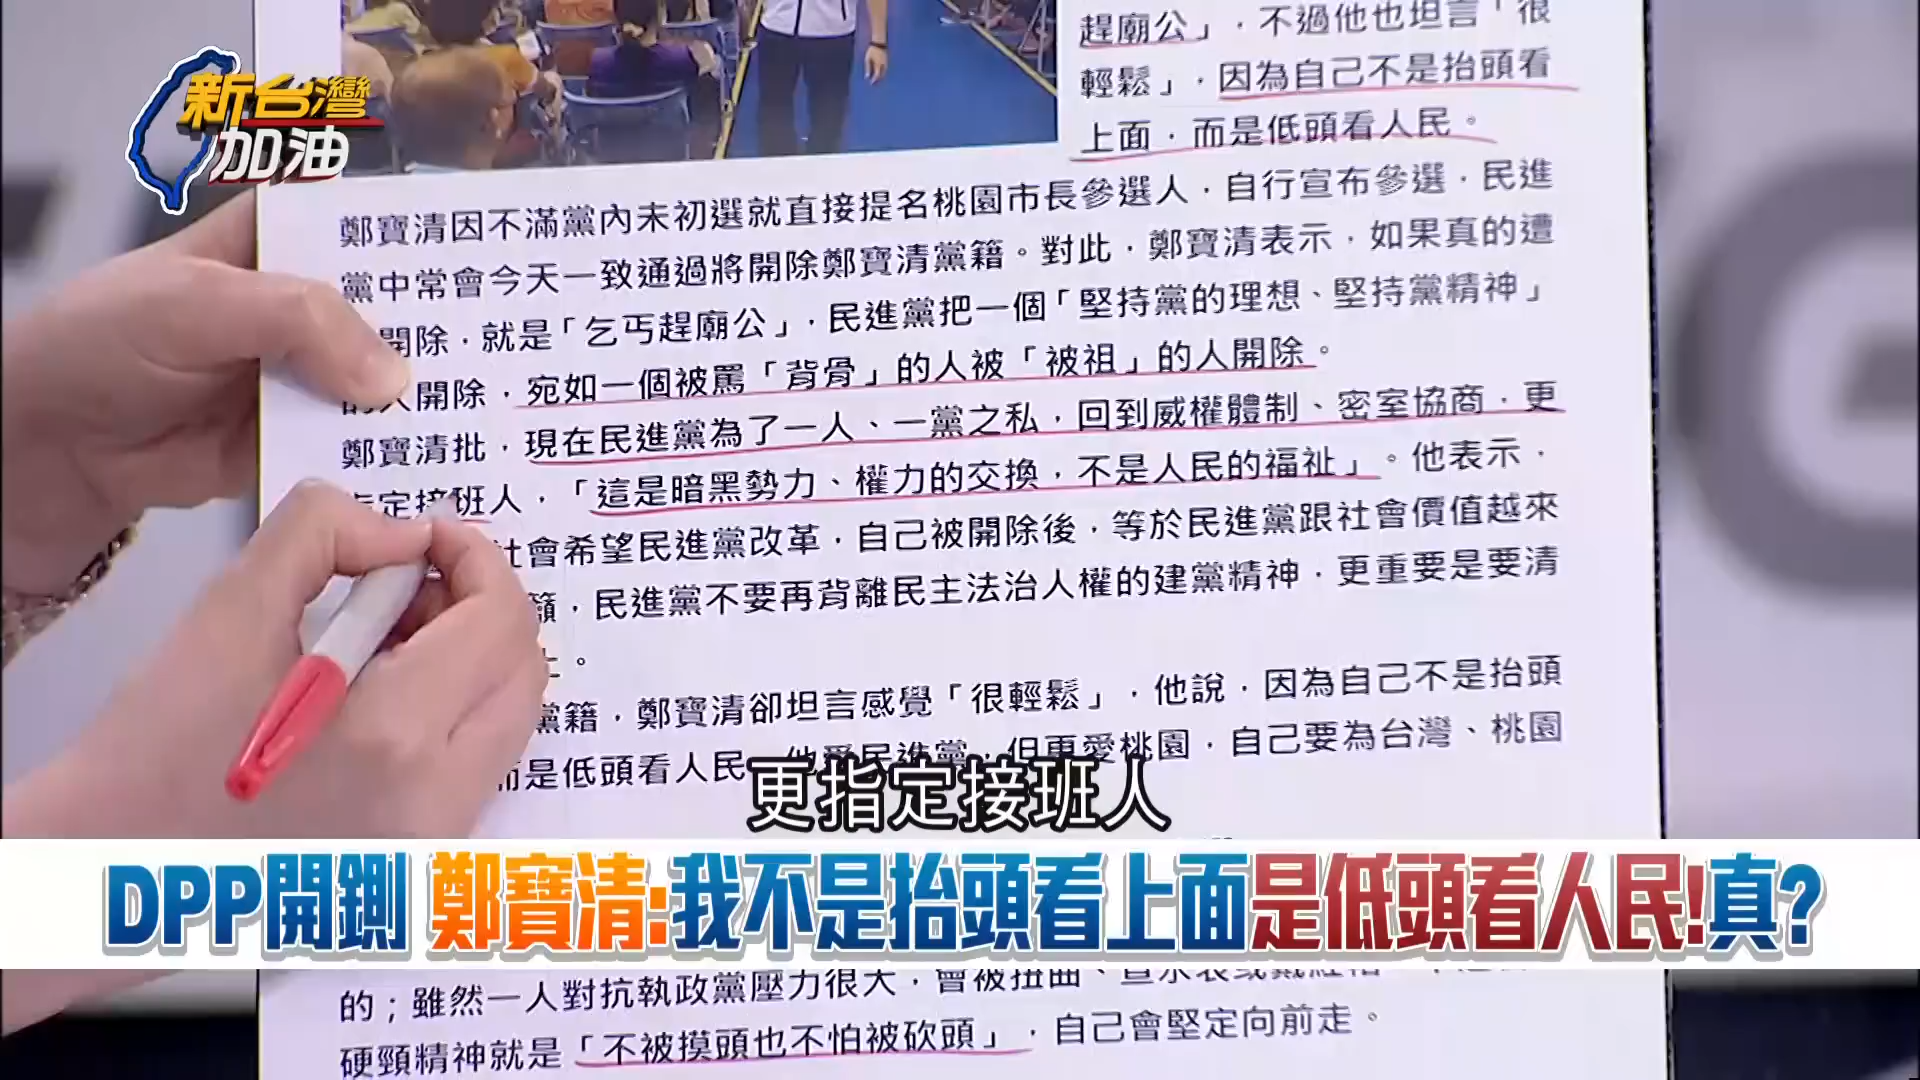 新台灣
加油
趕廟公」，不過他也坦言「很
輕鬆」，因為自己不是抬頭看
上面，而是低頭看人民。
鄭寶清因不滿黨內未初選就直接提名桃園市長參選人，自行宣布參選，民進
黨中常會今天一致通過將開除鄭寶清黨籍。對此，鄭寶清表示，如果真的遭
開除，就是「乞丐趕廟公」，民進黨把一個「堅持黨的理想、堅持黨精神」
的人開除，宛如一個被罵「背骨」的人被「被祖」的人開除。
鄭寶清批，現在民進黨為了一人、一黨之私，回到威權體制、密室協商，更
定接班人，「這是暗黑勢力、權力的交換，不是人民的福祉」。他表示，
社會希望民進黨改革，自己被開除後，等於民進黨跟社會價值越來
籲，民進黨不要再背離民主法治人權的建黨精神，更重要是要清
上。
黨籍，鄭寶清卻坦言感覺「很輕鬆」，他說，因為自己不是抬頭
而是低頭看人民，他愛民進黨，但更愛桃園，自己要為台灣、桃園
更指定接班人
DPP開鍘 鄭寶清:我不是抬頭看上面是低頭看人民!真?
的；雖然一人對抗執政黨壓力很大，會被扭曲、
硬頸精神就是「不被摸頭也不怕被砍頭」，自己會堅定向前走。